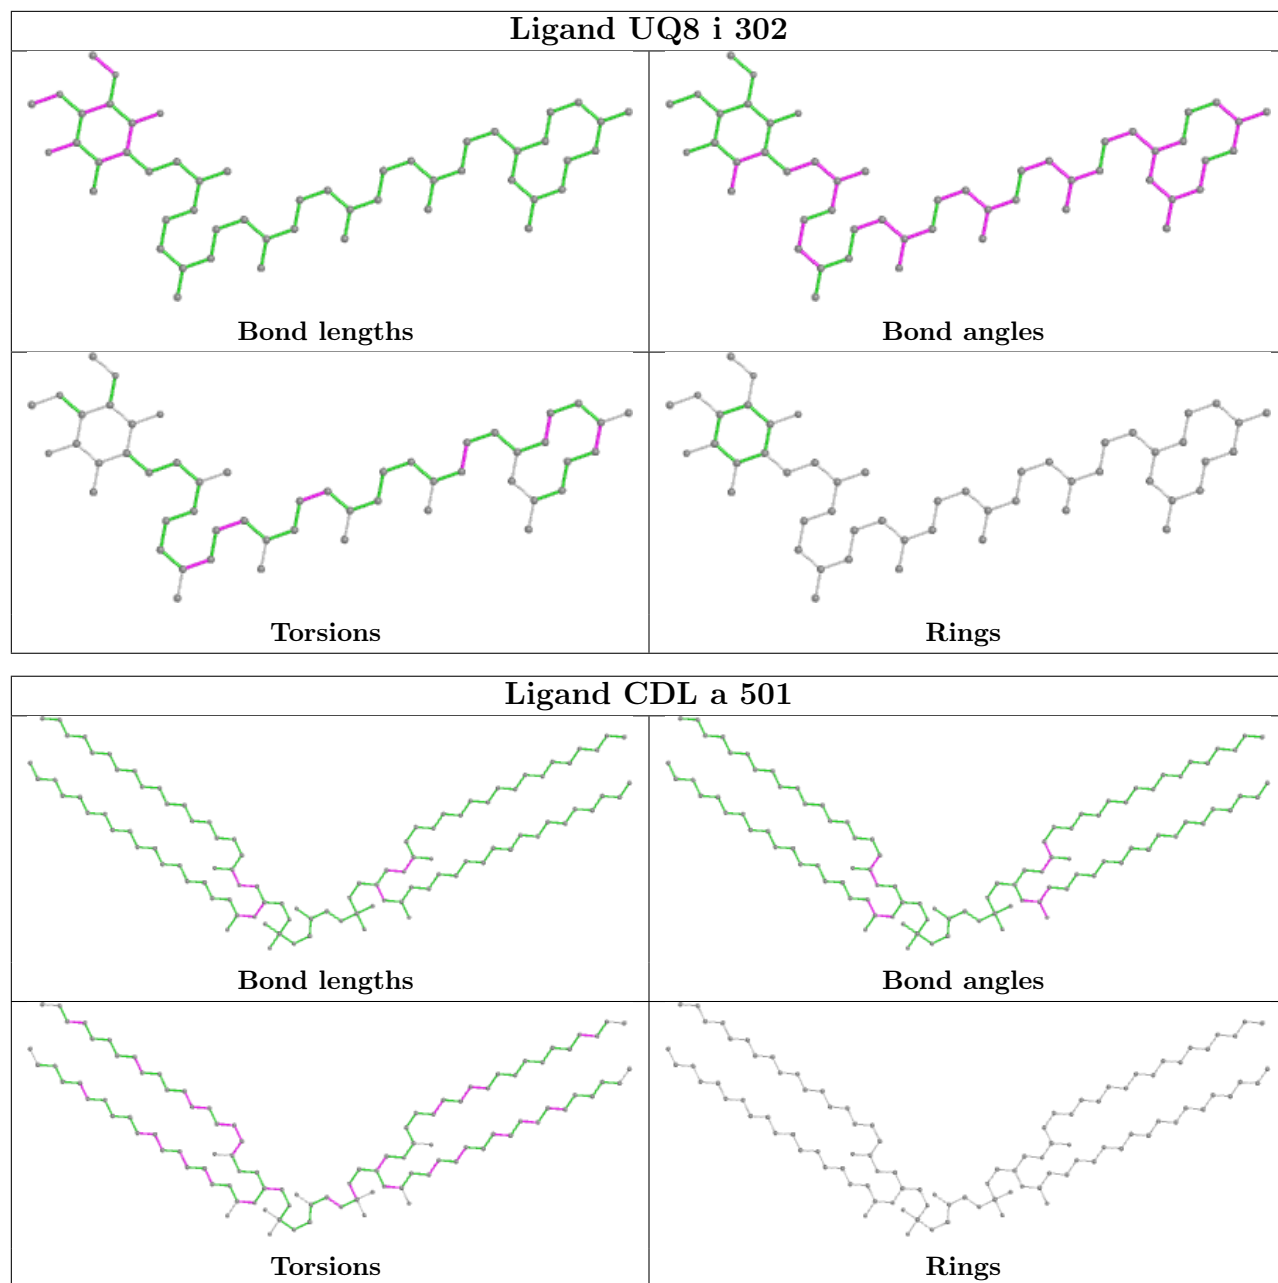 Ligand UQ8 i 302
Bond lengths
Bond angles
Torsions
Rings
Ligand CDL a 501
Bond lengths
Bond angles
Torsions
Rings